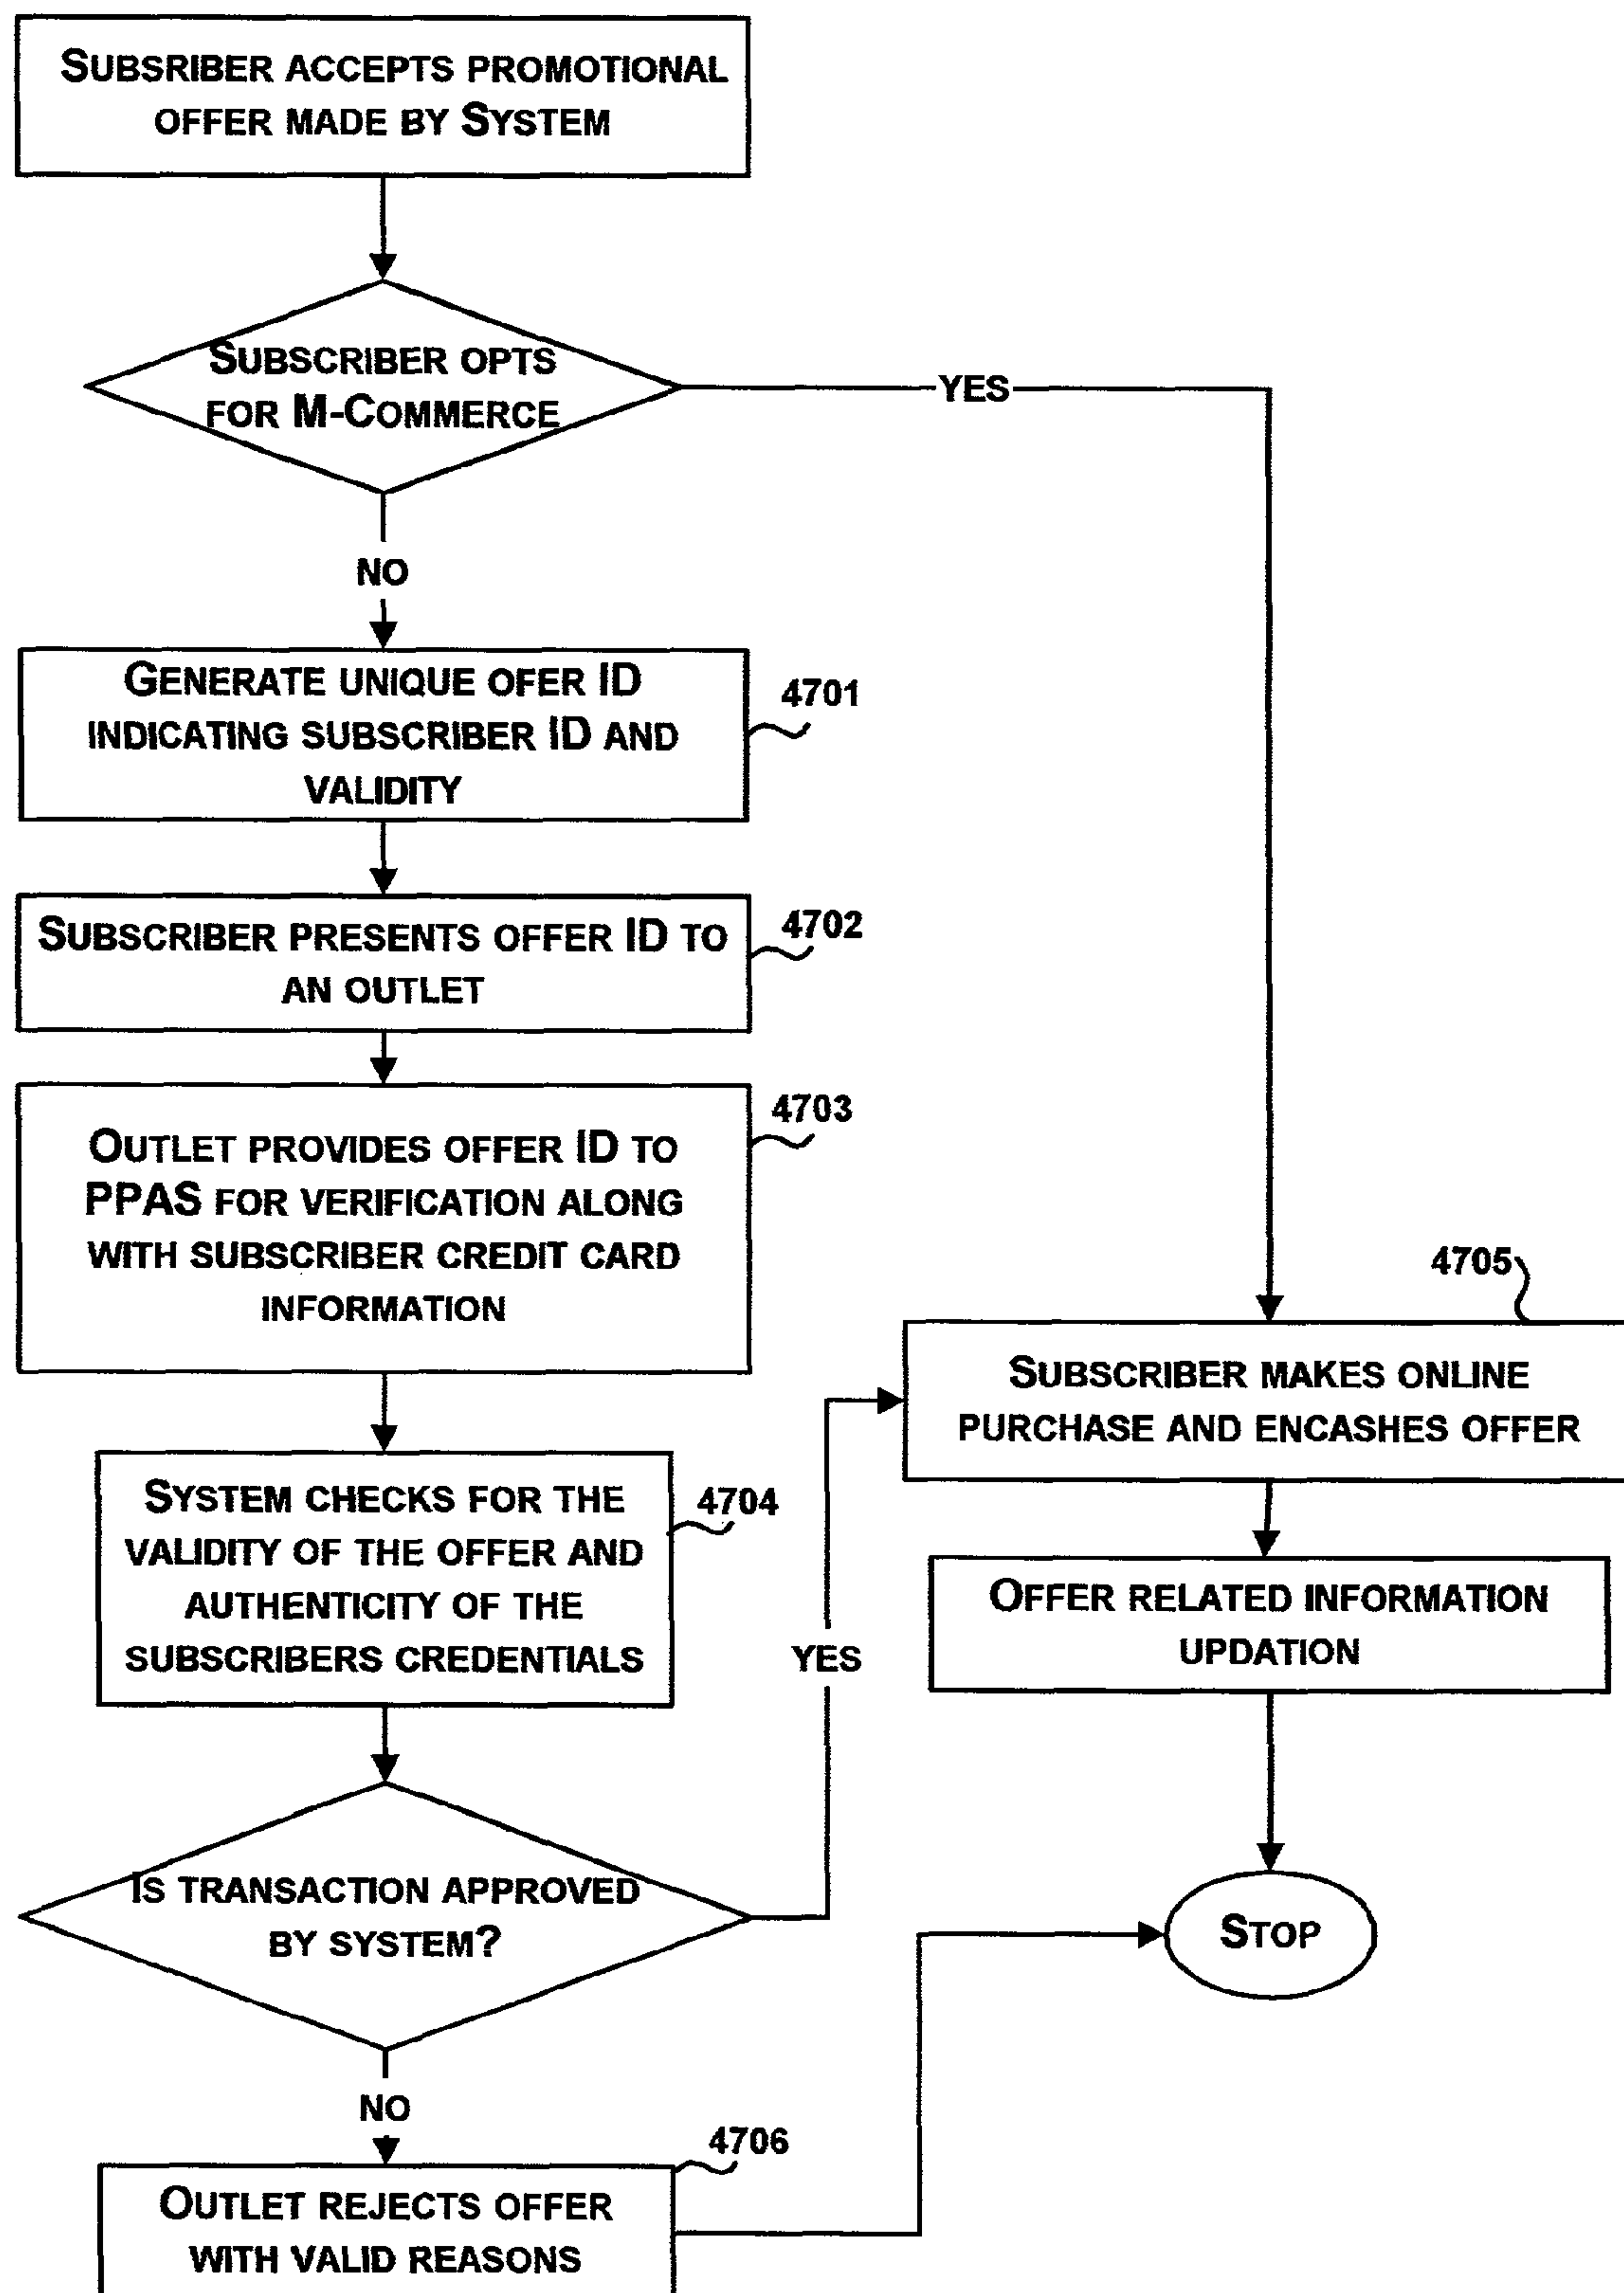 SUBSRIBER ACCEPTS PROMOTIONAL
OFFER MADE BY SYSTEM
SUBSCRIBER OPTS
FOR M-COMMERCE
YES
NO
GENERATE UNIQUE OFER ID
INDICATING SUBSCRIBER ID AND
VALIDITY
4701
SUBSCRIBER PRESENTS OFFER ID TO
AN OUTLET
4702
OUTLET PROVIDES OFFER ID TO
PPAS FOR VERIFICATION ALONG
WITH SUBSCRIBER CREDIT CARD
INFORMATION
4703
SYSTEM CHECKS FOR THE
VALIDITY OF THE OFFER AND
AUTHENTICITY OF THE
SUBSCRIBERS CREDENTIALS
4704
IS TRANSACTION APPROVED
BY SYSTEM?
YES
NO
4705
SUBSCRIBER MAKES ONLINE
PURCHASE AND ENCASHES OFFER
OFFER RELATED INFORMATION
UPDATION
STOP
4706
OUTLET REJECTS OFFER
WITH VALID REASONS